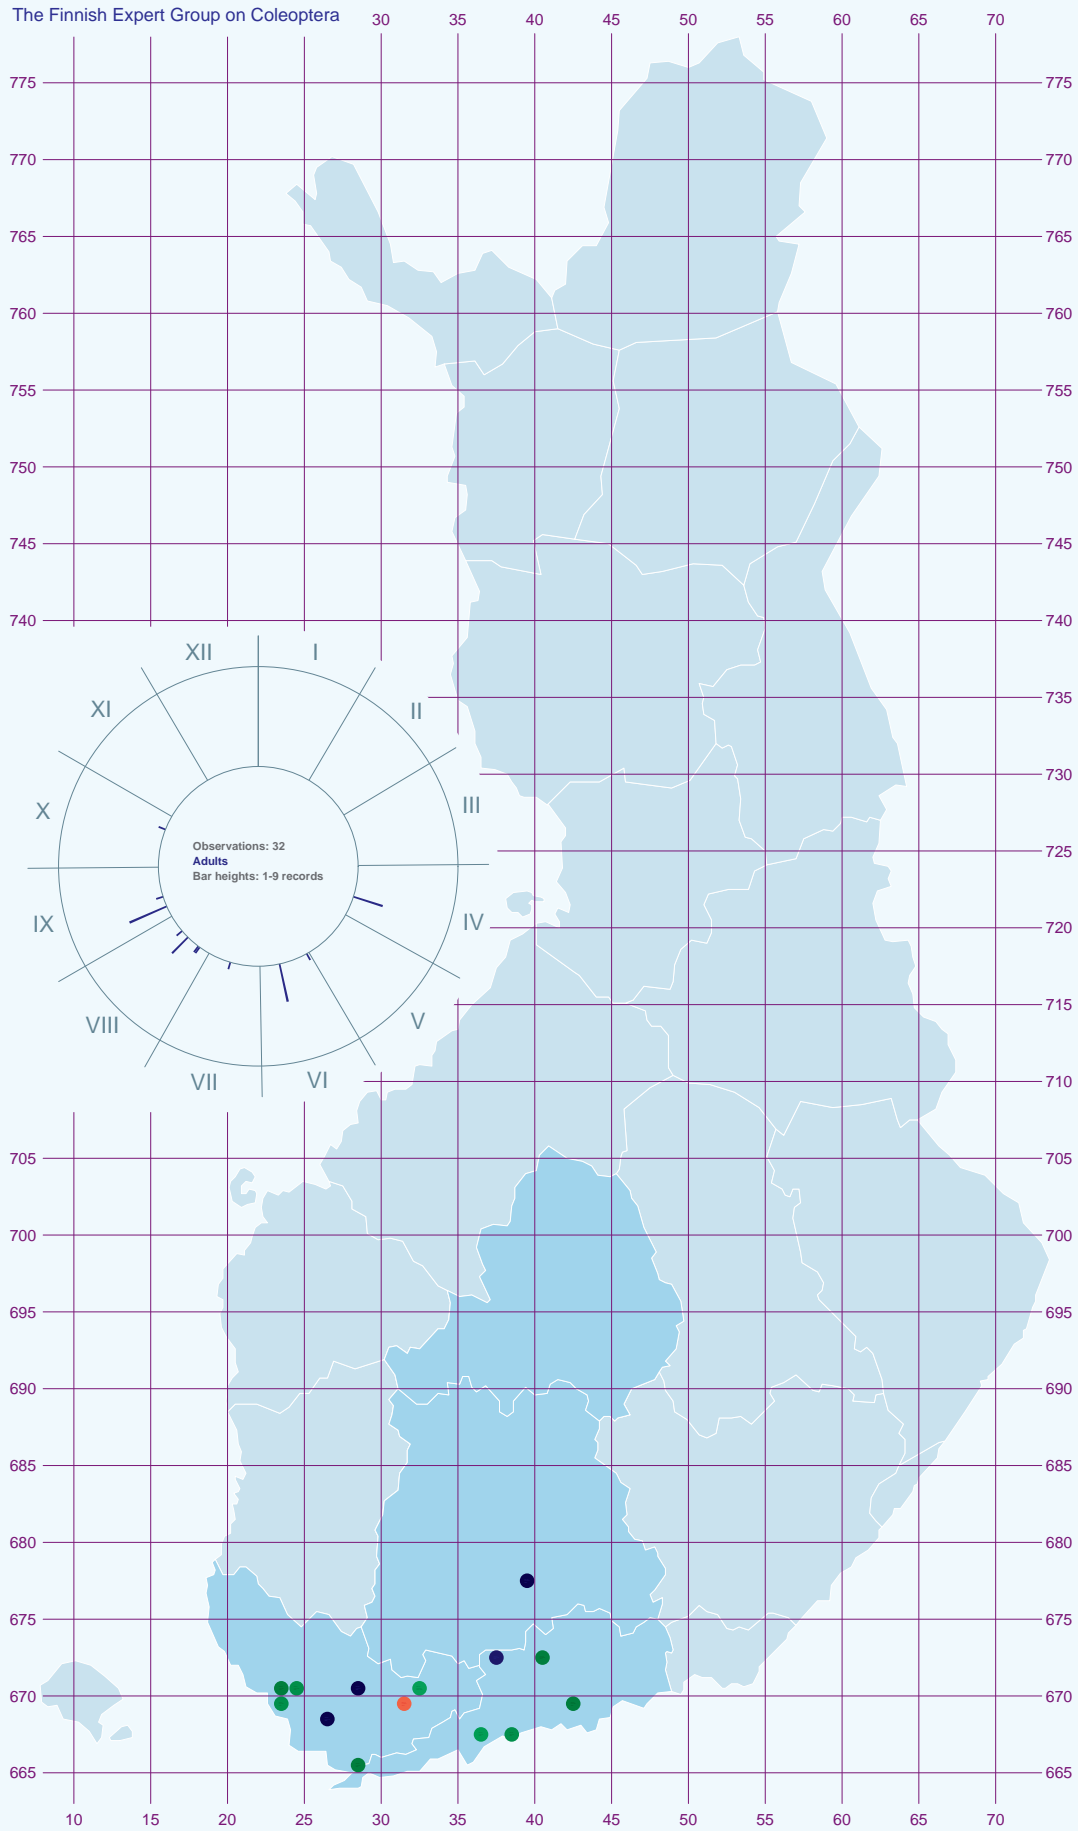 The Finnish Expert Group on Coleoptera
30 40 50 60 70
25 35 45 55 65
775 775
770 770
765 765
760 760
755 755
750 750
745 745
740 740
735
730
725
720
715
710
XII I
XI II
X III
Observations: 32
Adults
Bar heights: 1-9 records
IX IV
VIII V
VII VI
705 705
700 700
695 695
690 690
685 685
680 680
675 675
670 670
665 665
10 15 20 25 30 35 40 45 50 55 60 65 70